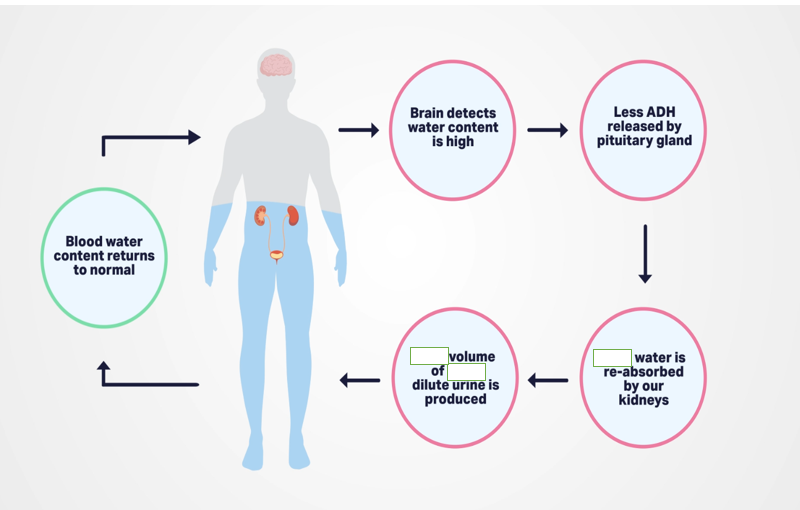 Brain detects
water content
is high
Less ADH
released by
pituitary gland
water is
re-absorbed
by our
kidneys
volume
of
dilute urine is
produced
Blood water
content returns
to normal